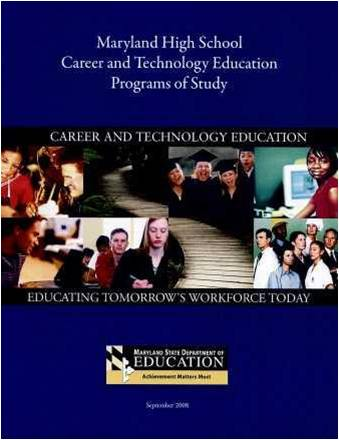 Maryland High School
Career and Technology Education
Programs of Study
CAREER AND TECHNOLOGY EDUCATION
EDUCATING TOMORROW'S WORKFORCE TODAY
MARYLAND STATE DEPARTMENT OF
EDUCATION
Achievement Matters Most
September 2008